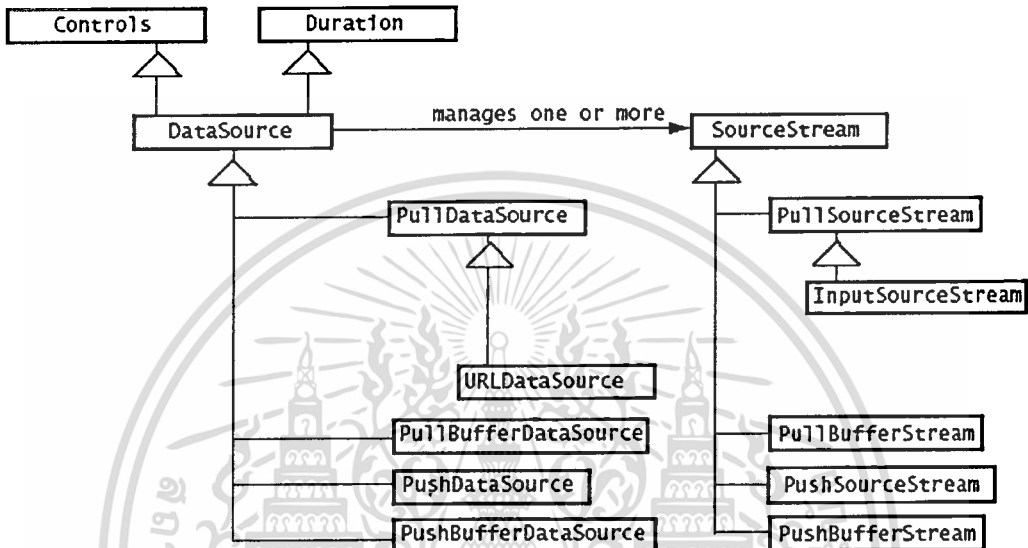 Controls
Duration
DataSource
manages one or more
SourceStream
PullDataSource
PullSourceStream
InputSourceStream
URLDataSource
PullBufferDataSource
PullBufferStream
PushDataSource
PushSourceStream
PushBufferDataSource
PushBufferStream